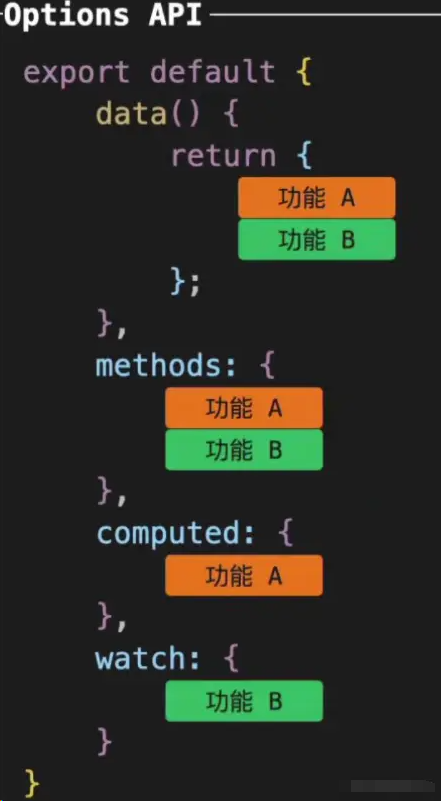 Options API
export default {
data() {
return {
功能 A
功能 B
};
},
methods: {
功能 A
功能 B
},
computed: {
功能 A
},
watch: {
功能 B
}
}